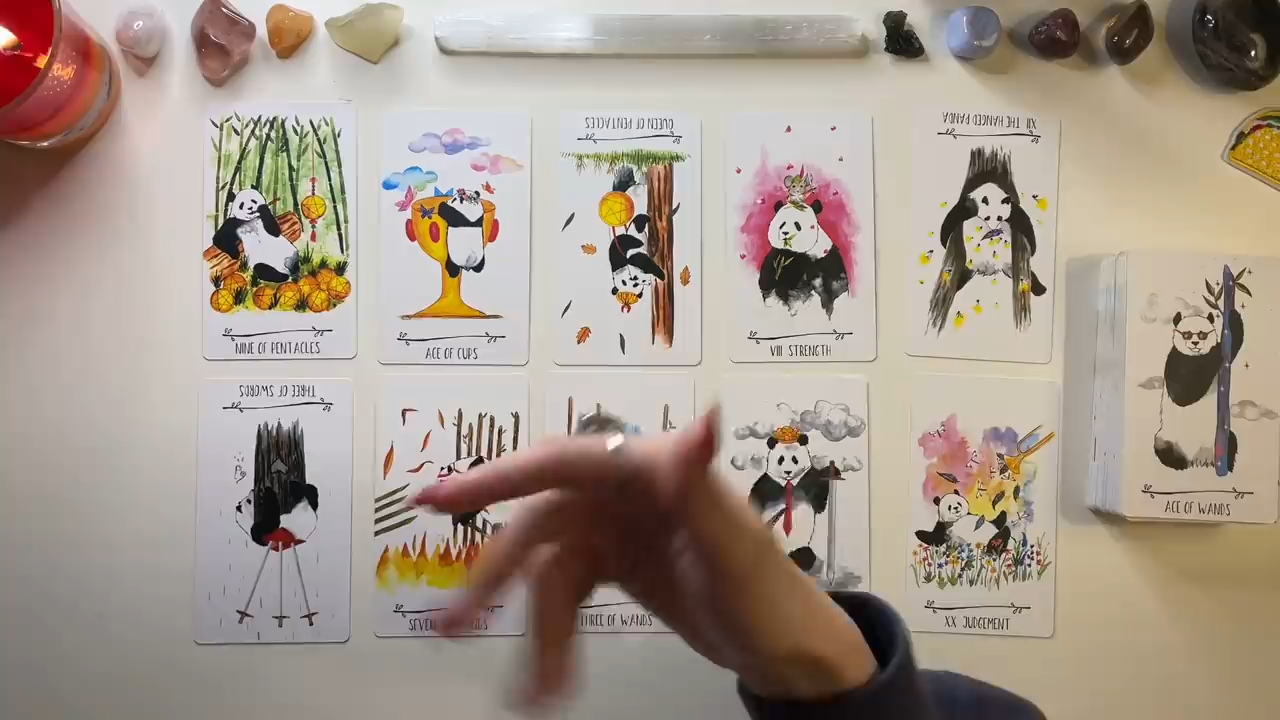 NINE OF PENTACLES
ACE OF CUPS
QUEEN OF PENTACLES
VIII STRENGTH
XII THE HANGED PANDA
ACE OF WANDS
THREE OF SWORDS
SEVEN
THREE OF WANDS
XX JUDGEMENT